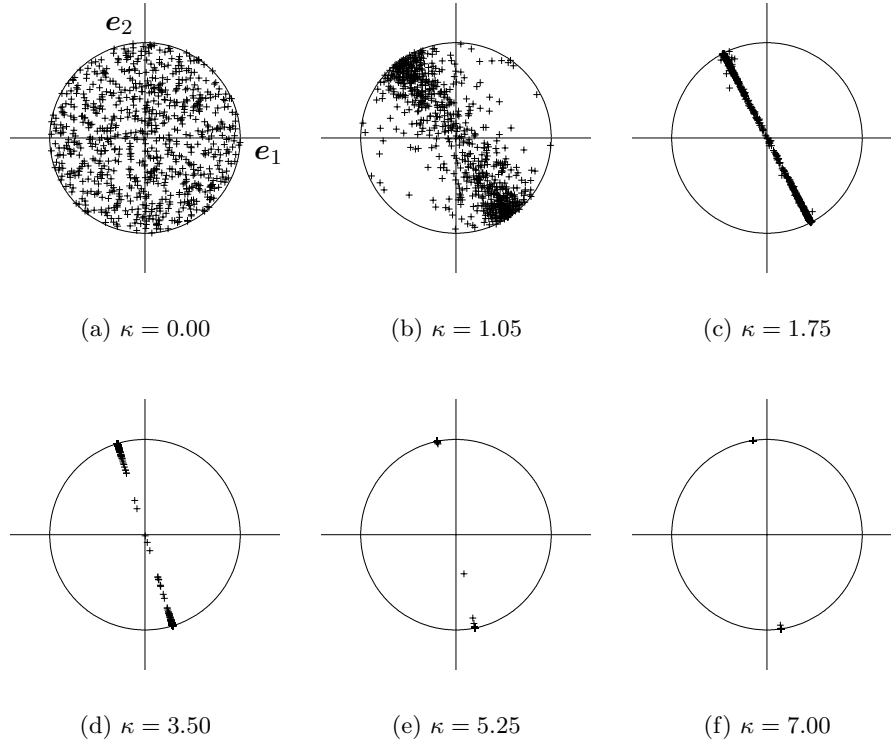 e₂
e₁
(a) κ = 0.00
(b) κ = 1.05
(c) κ = 1.75
(d) κ = 3.50
(e) κ = 5.25
(f) κ = 7.00